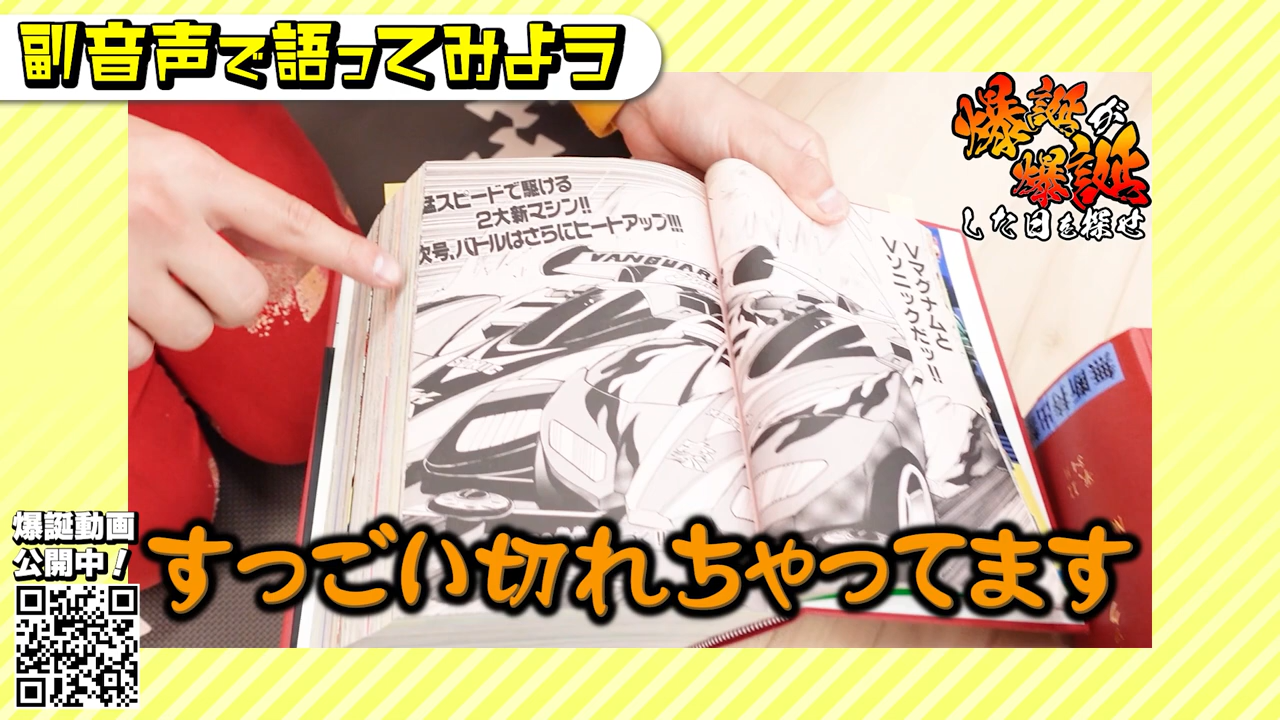 副音声で語ってみよう
爆誕が
爆誕
した日を探せ
猛スピードで駆ける
2大新マシン!!
次号、バトルはさらにヒートアップ!!!
VANGUARD
Vマグナムと
Vソニックだッ!!
無断持出
すっごい切れちゃってます
爆誕動画
公開中!